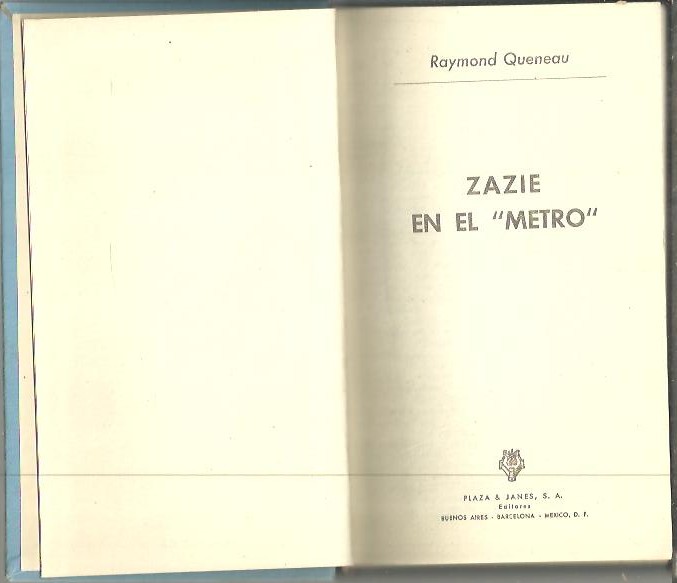 Raymond Queneau
ZAZIE
EN EL "METRO"
PLAZA & JANES, S. A.
Editores
BUENOS AIRES - BARCELONA - MEXICO, D. F.